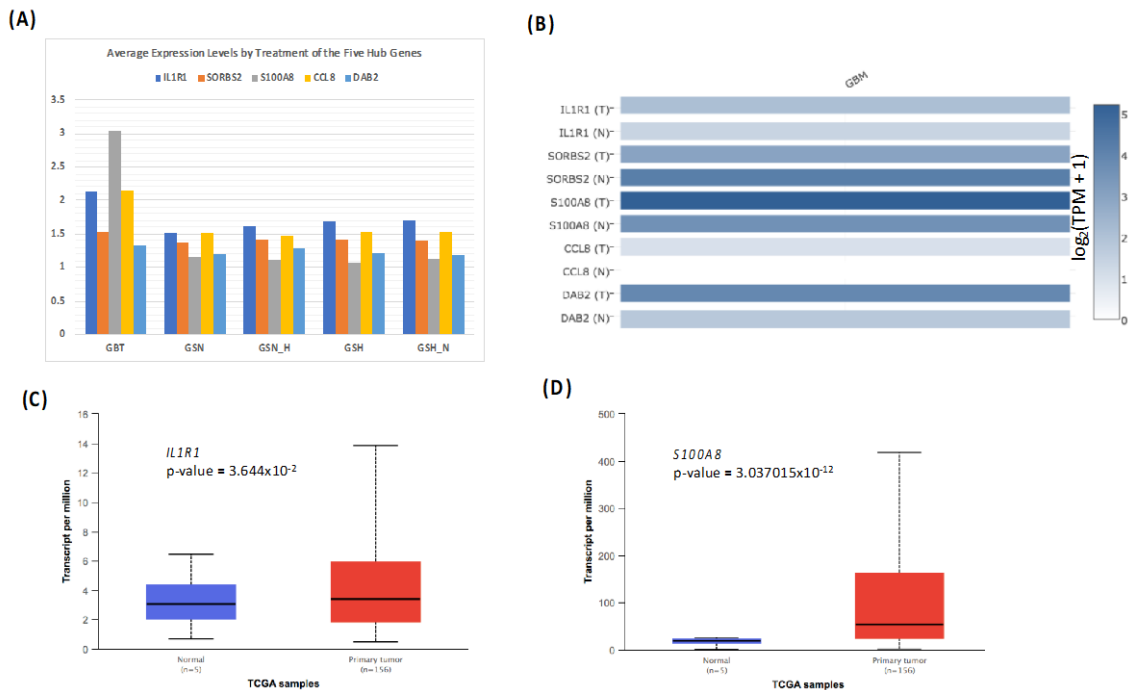 (A)
Average Expression Levels by Treatment of the Five Hub Genes
IL1R1 SORBS2 S100A8 CCL8 DAB2
3.5
3
2.5
2
1.5
1
0.5
0
GBT GSN GSN_H GSH GSH_N
(B)
GBM
IL1R1 (T)
IL1R1 (N)
SORBS2 (T)
SORBS2 (N)
S100A8 (T)
S100A8 (N)
CCL8 (T)
CCL8 (N)
DAB2 (T)
DAB2 (N)
5
4
3
2
1
0
log₂(TPM + 1)
(C)
IL1R1
p-value = 3.644x10⁻²
Transcript per million
16
14
12
10
8
6
4
2
0
Normal Primary tumor
(n=5) (n=156)
TCGA samples
(D)
S100A8
p-value = 3.037015x10⁻¹²
Transcript per million
500
400
300
200
100
0
Normal Primary tumor
(n=5) (n=156)
TCGA samples